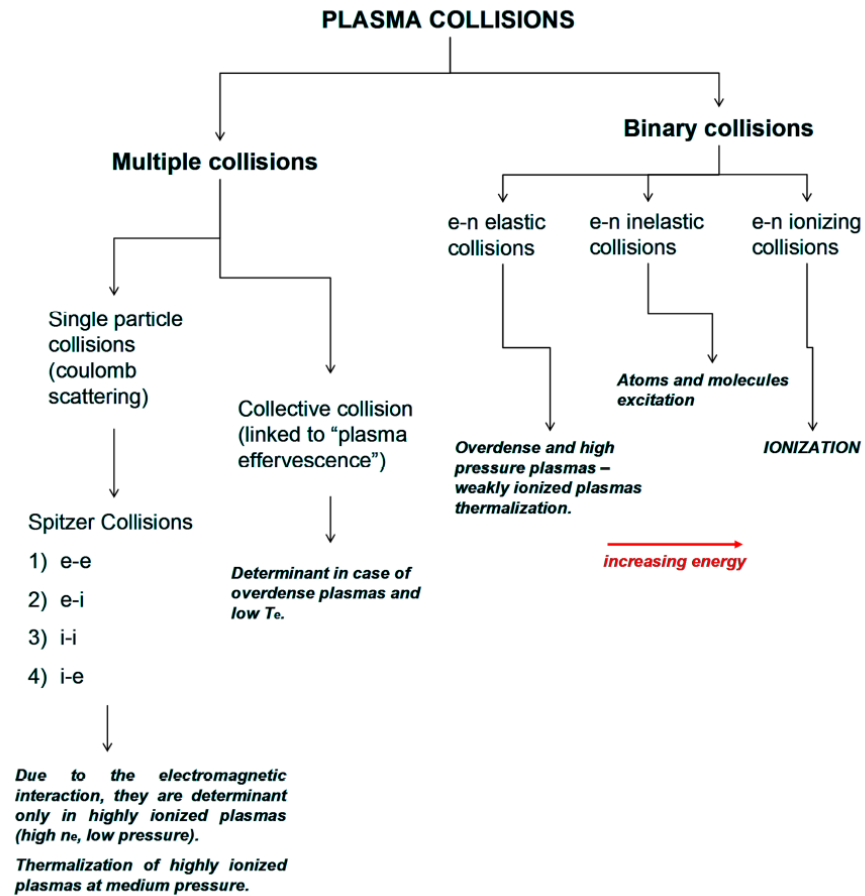 PLASMA COLLISIONS
Multiple collisions
Binary collisions
Single particle
collisions
(coulomb
scattering)
Collective collision
(linked to “plasma
effervescence”)
Spitzer Collisions
1) e-e
2) e-i
3) i-i
4) i-e
Determinant in case of
overdense plasmas and
low Te.
Due to the electromagnetic
interaction, they are determinant
only in highly ionized plasmas
(high ne, low pressure).
Thermalization of highly ionized
plasmas at medium pressure.
e-n elastic
collisions
e-n inelastic
collisions
e-n ionizing
collisions
Overdense and high
pressure plasmas –
weakly ionized plasmas
thermalization.
Atoms and molecules
excitation
IONIZATION
increasing energy